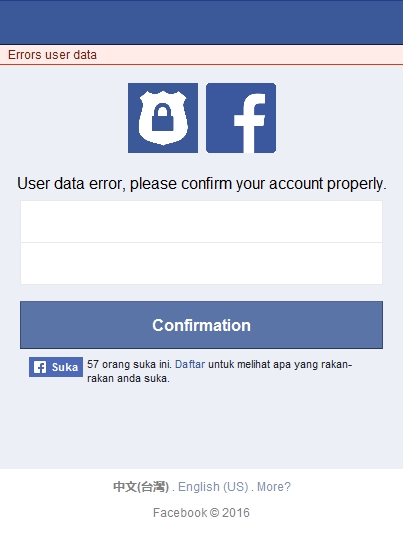 Errors user data
User data error, please confirm your account properly.
Confirmation
Suka 57 orang suka ini. Daftar untuk melihat apa yang rakan-
rakan anda suka.
中文(台灣) . English (US) . More?
Facebook © 2016